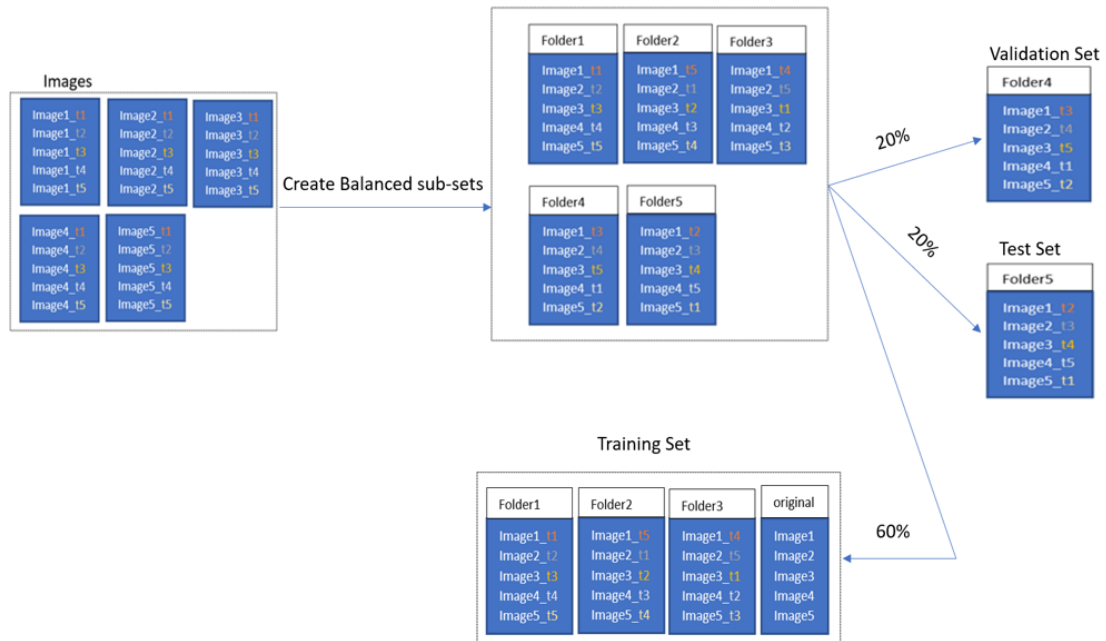 Images
Image1_t1
Image1_t2
Image1_t3
Image1_t4
Image1_t5
Image2_t1
Image2_t2
Image2_t3
Image2_t4
Image2_t5
Image3_t1
Image3_t2
Image3_t3
Image3_t4
Image3_t5
Image4_t1
Image4_t2
Image4_t3
Image4_t4
Image4_t5
Image5_t1
Image5_t2
Image5_t3
Image5_t4
Image5_t5
Create Balanced sub-sets
Folder1
Image1_t1
Image2_t2
Image3_t3
Image4_t4
Image5_t5
Folder2
Image1_t5
Image2_t1
Image3_t2
Image4_t3
Image5_t4
Folder3
Image1_t4
Image2_t5
Image3_t1
Image4_t2
Image5_t3
Folder4
Image1_t3
Image2_t4
Image3_t5
Image4_t1
Image5_t2
Folder5
Image1_t2
Image2_t3
Image3_t4
Image4_t5
Image5_t1
20%
Validation Set
Folder4
Image1_t3
Image2_t4
Image3_t5
Image4_t1
Image5_t2
20%
Test Set
Folder5
Image1_t2
Image2_t3
Image3_t4
Image4_t5
Image5_t1
60%
Training Set
Folder1
Image1_t1
Image2_t2
Image3_t3
Image4_t4
Image5_t5
Folder2
Image1_t5
Image2_t1
Image3_t2
Image4_t3
Image5_t4
Folder3
Image1_t4
Image2_t5
Image3_t1
Image4_t2
Image5_t3
original
Image1
Image2
Image3
Image4
Image5